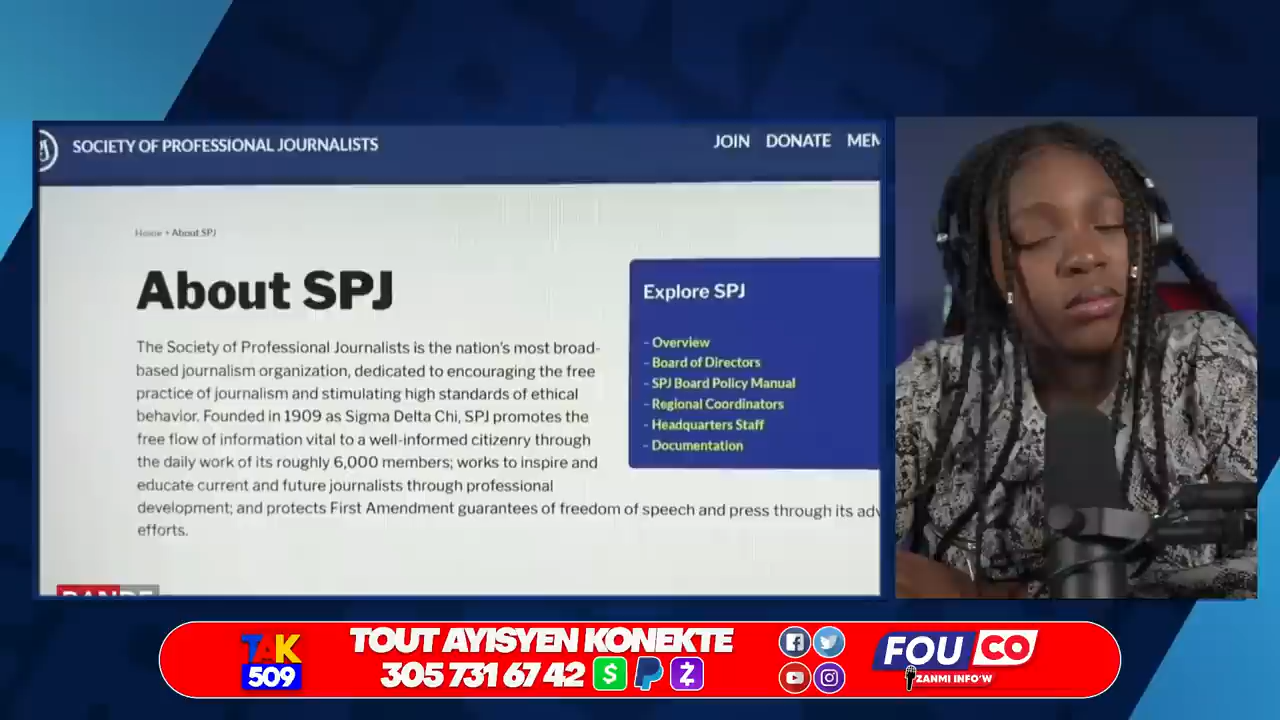 SOCIETY OF PROFESSIONAL JOURNALISTS
JOIN DONATE MEM
Home • About SPJ
About SPJ
The Society of Professional Journalists is the nation's most broad-
based journalism organization, dedicated to encouraging the free
practice of journalism and stimulating high standards of ethical
behavior. Founded in 1909 as Sigma Delta Chi, SPJ promotes the
free flow of information vital to a well-informed citizenry through
the daily work of its roughly 6,000 members; works to inspire and
educate current and future journalists through professional
development; and protects First Amendment guarantees of freedom of speech and press through its adv
efforts.
Explore SPJ
- Overview
- Board of Directors
- SPJ Board Policy Manual
- Regional Coordinators
- Headquarters Staff
- Documentation
TAK
509
TOUT AYISYEN KONEKTE
305 731 67 42
FOU CO
ZANMI INFO'W